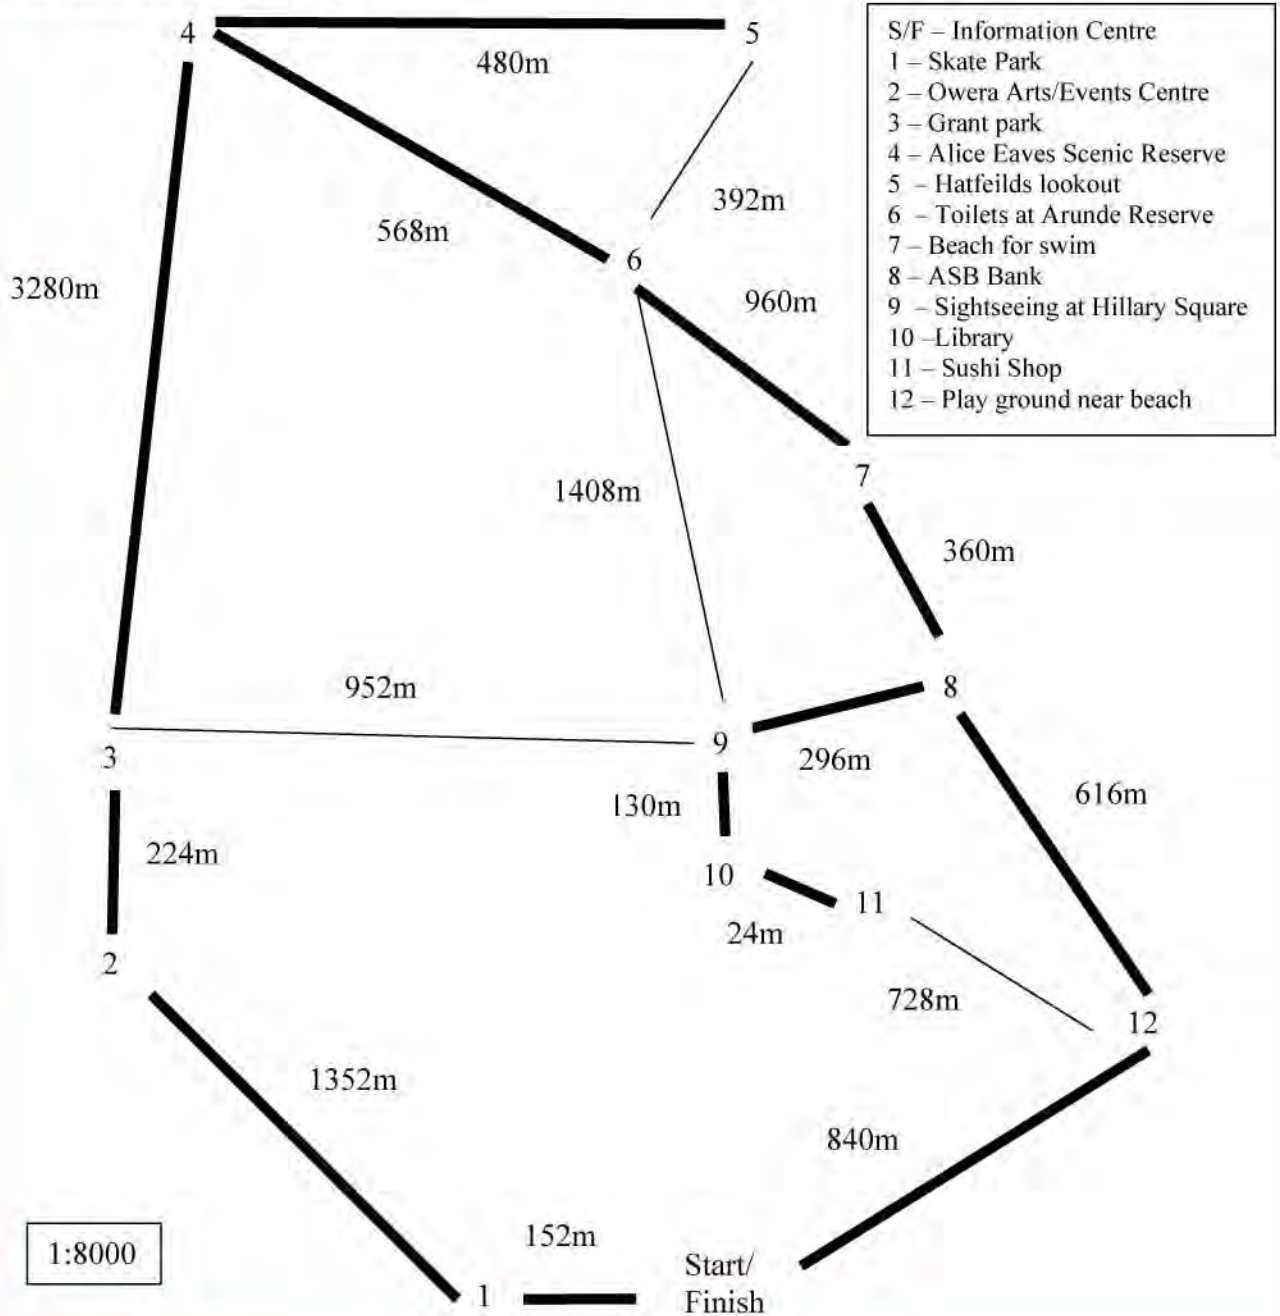 4
5
480m
S/F – Information Centre
1 – Skate Park
2 – Owera Arts/Events Centre
3 – Grant park
4 – Alice Eaves Scenic Reserve
5 – Hatfeilds lookout
6 – Toilets at Arunde Reserve
7 – Beach for swim
8 – ASB Bank
9 – Sightseeing at Hillary Square
10 –Library
11 – Sushi Shop
12 – Play ground near beach
392m
568m
6
3280m
960m
7
1408m
360m
952m
8
3
9
296m
130m
616m
224m
10
11
24m
2
728m
12
1352m
840m
152m
1:8000
1
Start/
Finish